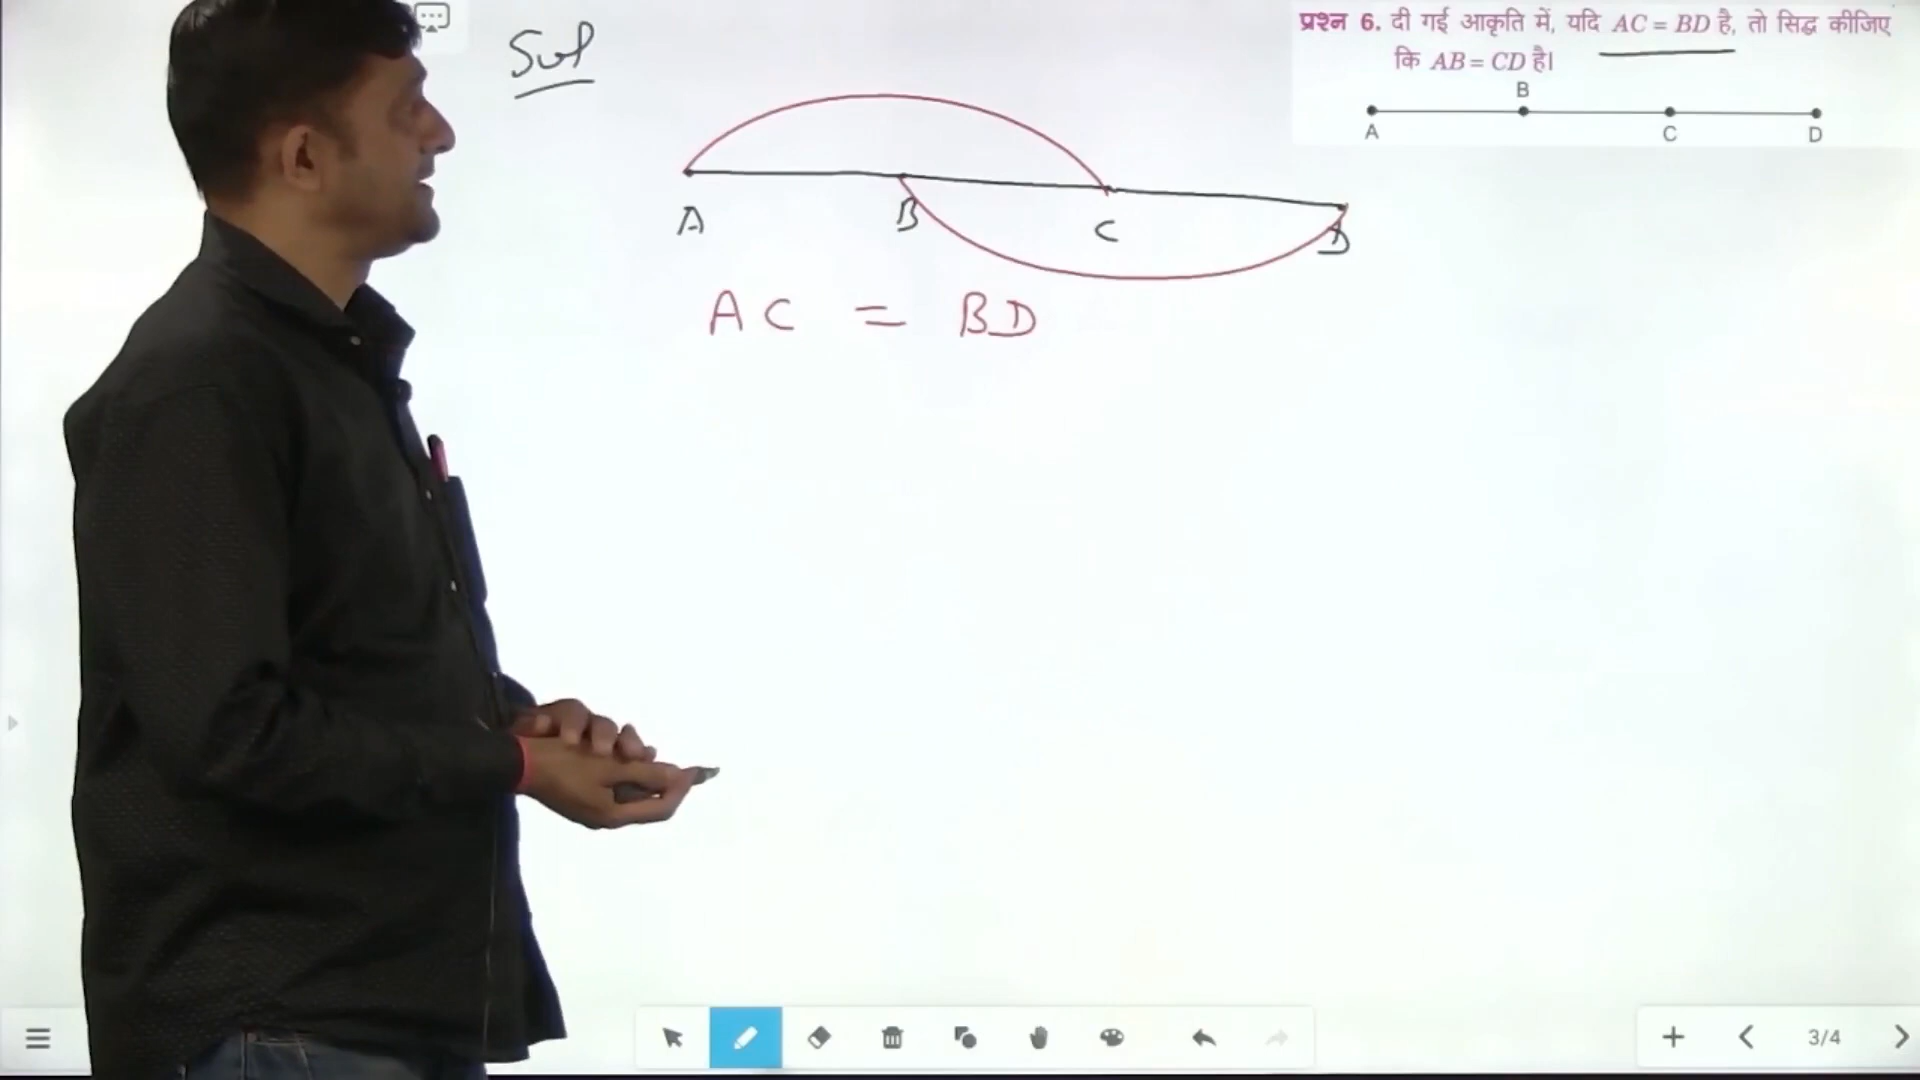 Sol
प्रश्न 6. दी गई आकृति में, यदि AC = BD है, तो सिद्ध कीजिए
कि AB = CD है।
B
A C D
A B C D
AC = BD
3/4